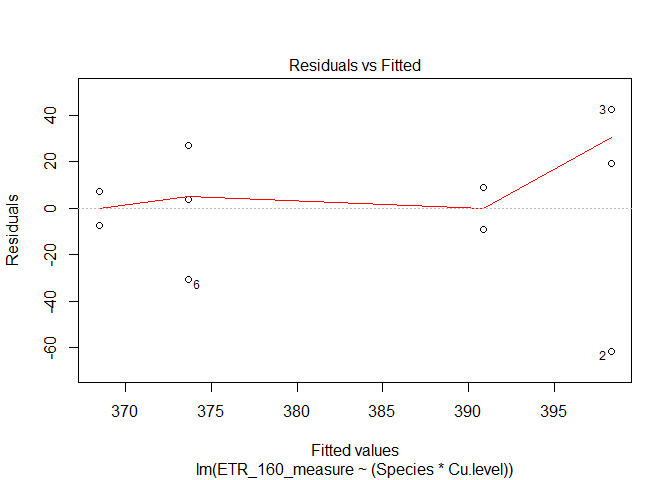 Residuals vs Fitted
Residuals
40
20
0
-20
-40
-60
3
6
2
370 375 380 385 390 395
Fitted values
lm(ETR_160_measure ~ (Species * Cu.level))